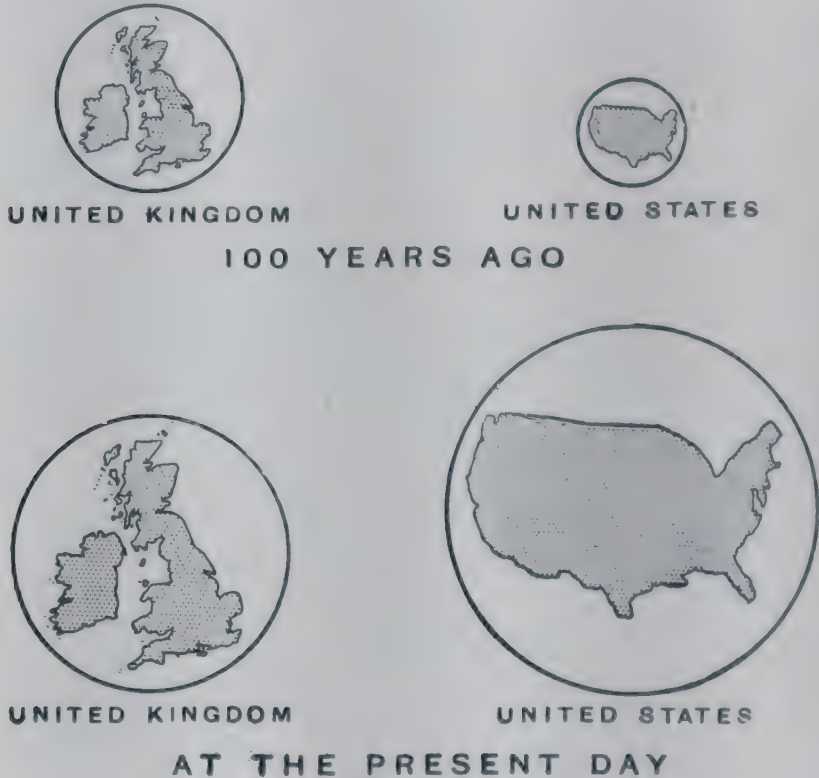 UNITED KINGDOM
UNITED STATES
100 YEARS AGO
UNITED KINGDOM
UNITED STATES
AT THE PRESENT DAY